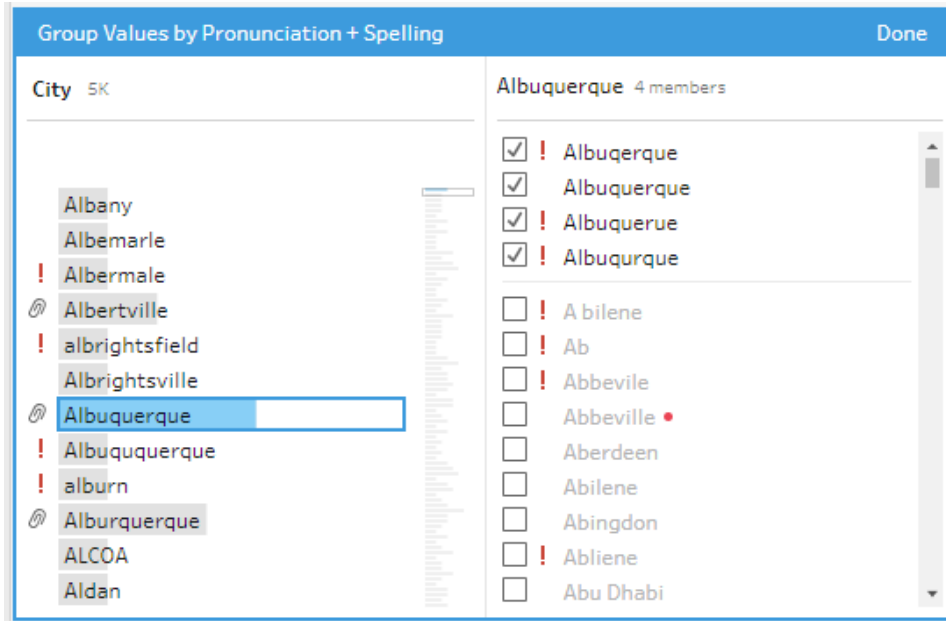 Group Values by Pronunciation + Spelling Done
City 5K
Albany
Albemarle
! Albermale
Albertville
! albrightsfield
Albrightsville
Albuquerque
! Albuququerque
! alburn
Alburquerque
ALCOA
Aldan
Albuquerque 4 members
! Albuqerque
Albuquerque
! Albuquerue
! Albuqurque
! A bilene
! Ab
! Abbevile
Abbeville
Aberdeen
Abilene
Abingdon
! Abliene
Abu Dhabi